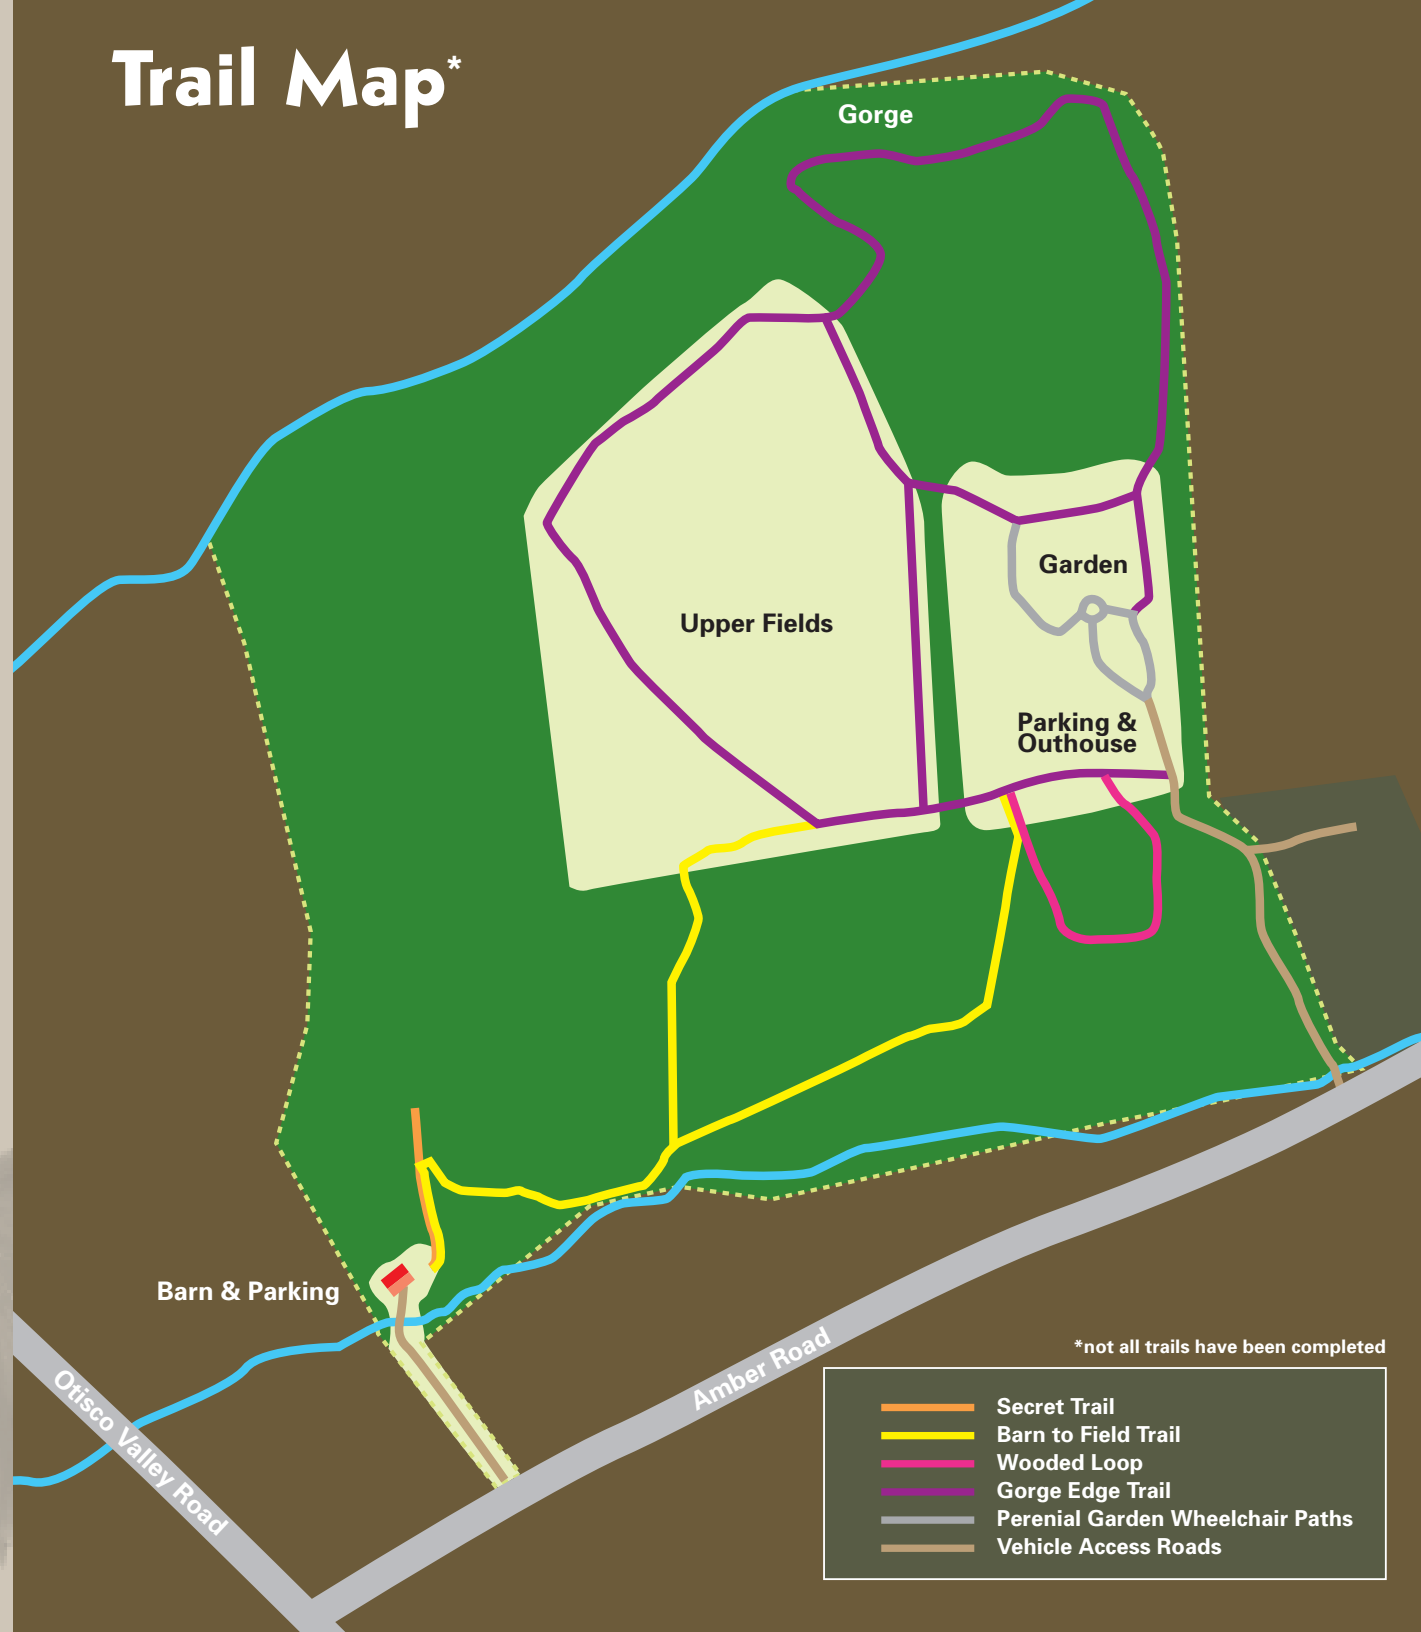 Trail Map*
Gorge
Garden
Upper Fields
Parking &
Outhouse
Barn & Parking
Otisco Valley Road
Amber Road
*not all trails have been completed
Secret Trail
Barn to Field Trail
Wooded Loop
Gorge Edge Trail
Perenial Garden Wheelchair Paths
Vehicle Access Roads